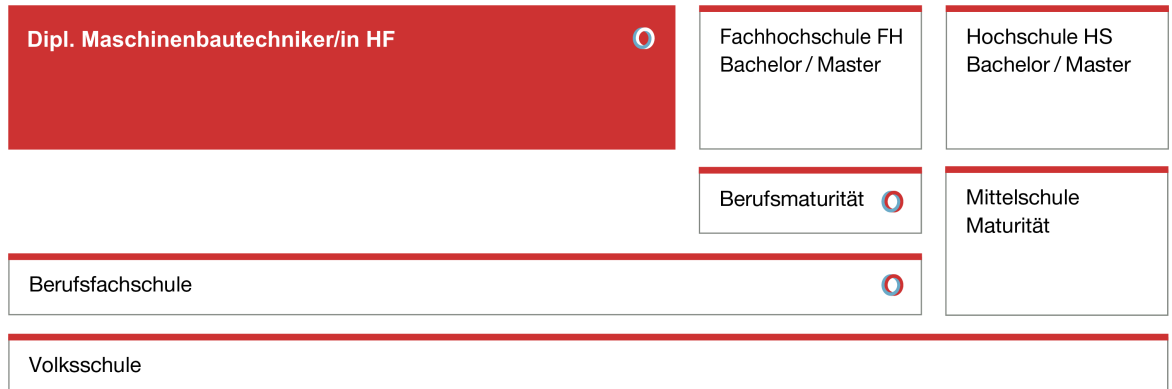 Dipl. Maschinenbautechniker/in HF
Fachhochschule FH
Bachelor / Master
Hochschule HS
Bachelor / Master
Berufsmaturität
Mittelschule
Maturität
Berufsfachschule
Volksschule